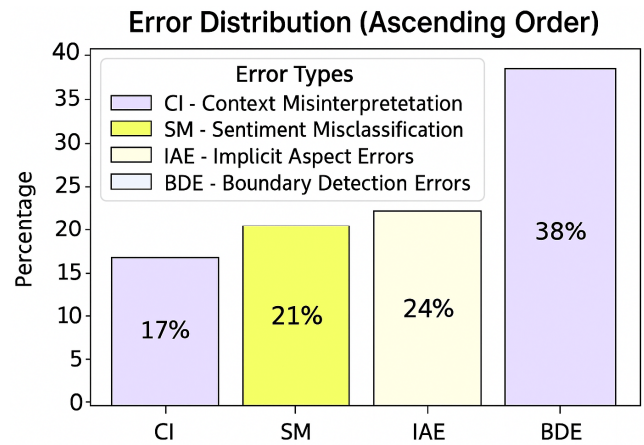 Error Distribution (Ascending Order)
Error Types
CI - Context Misinterpretetation
SM - Sentiment Misclassification
IAE - Implicit Aspect Errors
BDE - Boundary Detection Errors
Percentage
40
35
30
25
20
15
10
5
0
17%
21%
24%
38%
CI
SM
IAE
BDE